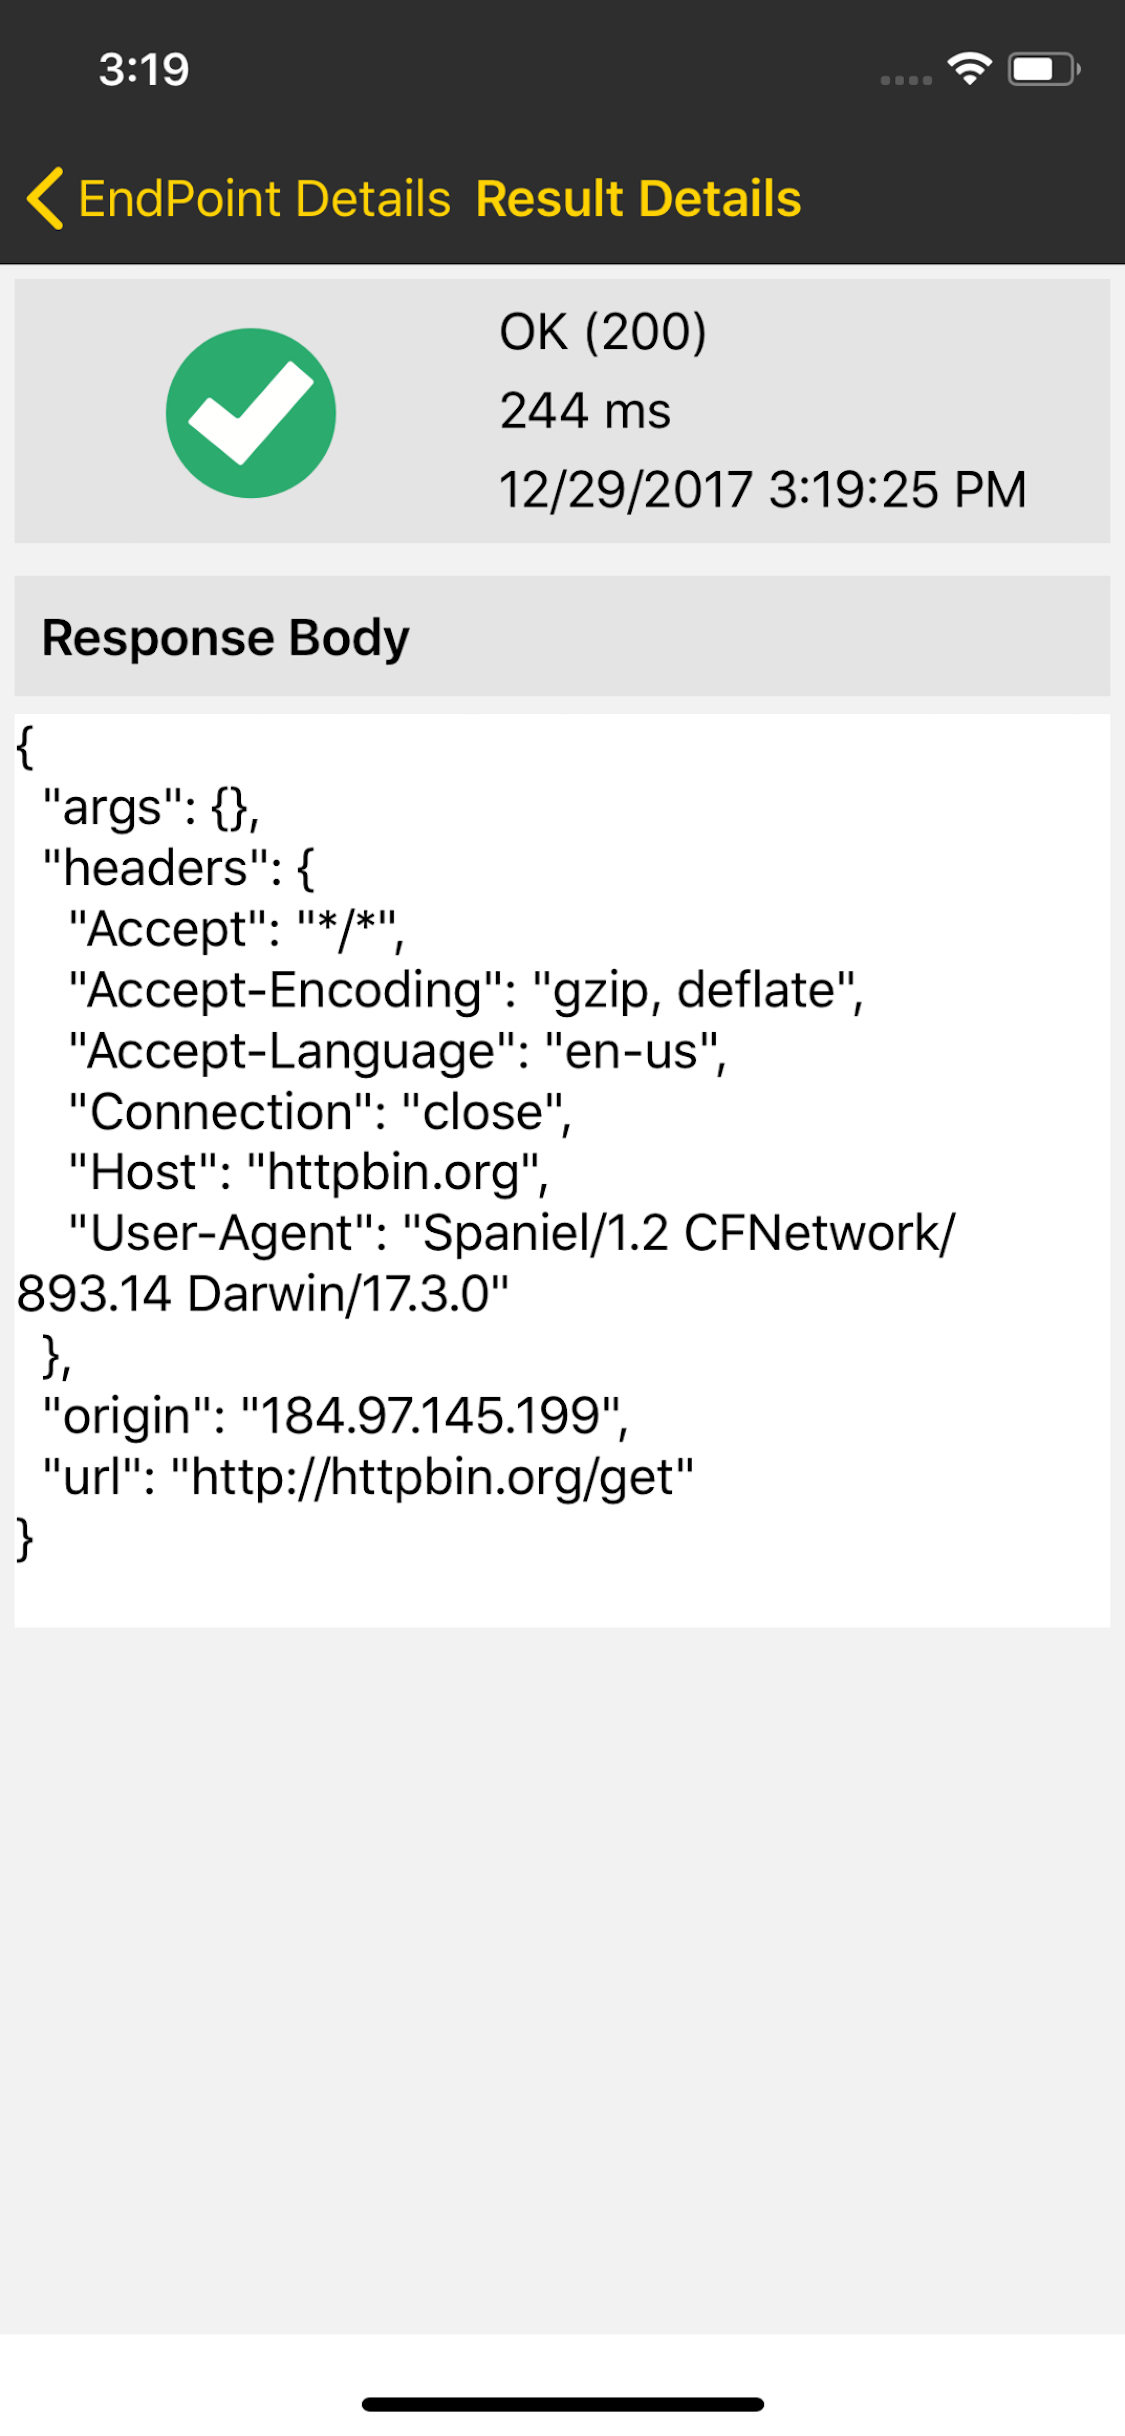 3:19
EndPoint Details Result Details
OK (200)
244 ms
12/29/2017 3:19:25 PM
Response Body
{
  "args": {},
  "headers": {
    "Accept": "*/*",
    "Accept-Encoding": "gzip, deflate",
    "Accept-Language": "en-us",
    "Connection": "close",
    "Host": "httpbin.org",
    "User-Agent": "Spaniel/1.2 CFNetwork/
893.14 Darwin/17.3.0"
  },
  "origin": "184.97.145.199",
  "url": "http://httpbin.org/get"
}